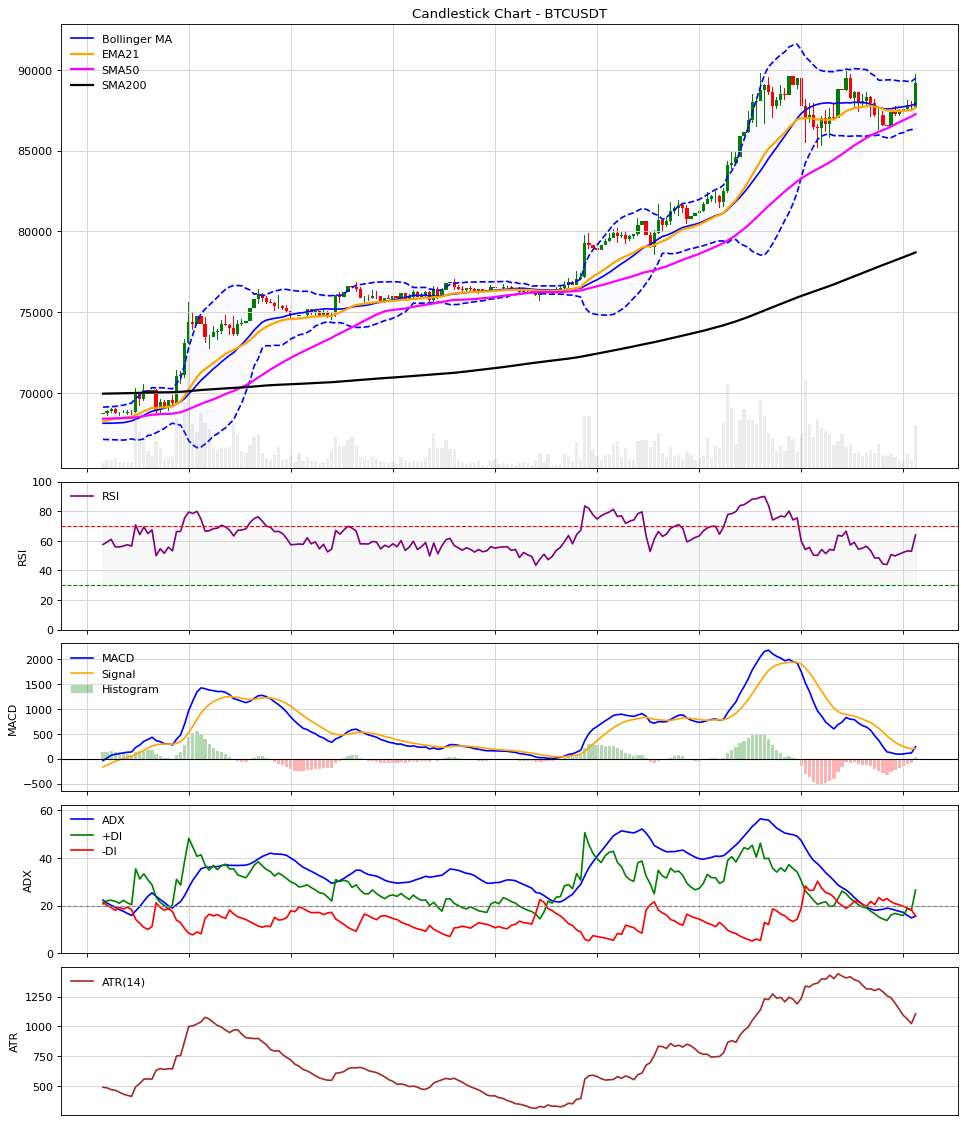 Candlestick Chart - BTCUSDT
Bollinger MA
EMA21
SMA50
SMA200
90000
85000
80000
75000
70000
RSI
RSI
100
80
60
40
20
0
MACD
Signal
Histogram
MACD
2000
1500
1000
500
0
−500
ADX
+DI
-DI
ADX
60
40
20
0
ATR(14)
ATR
1250
1000
750
500